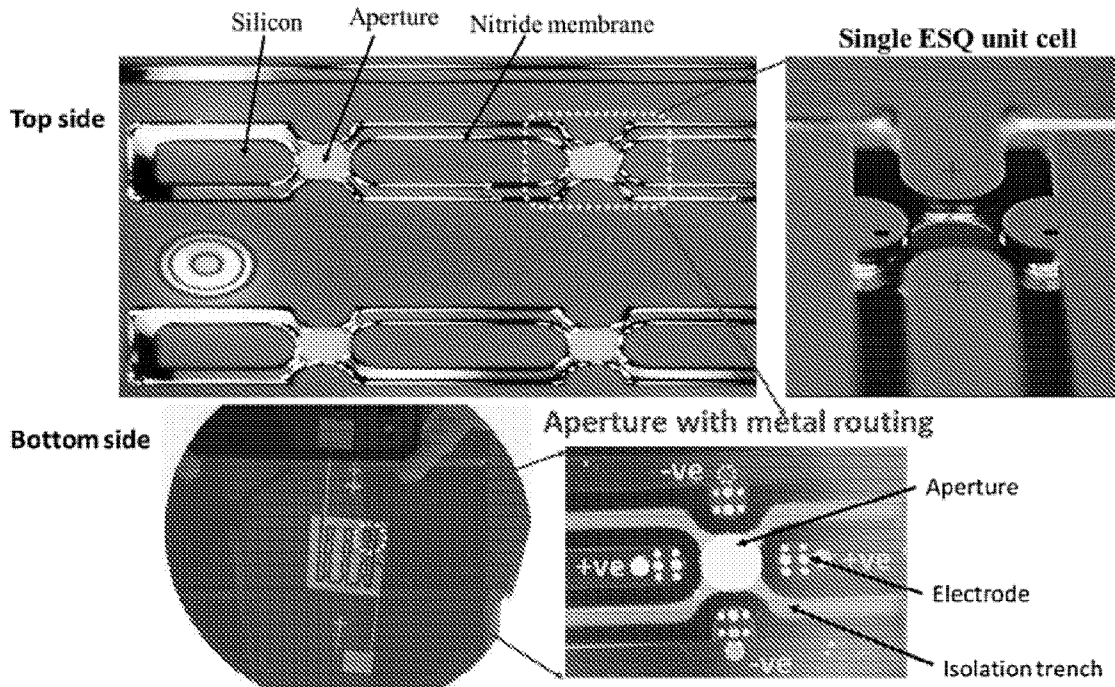 Silicon
Aperture
Nitride membrane
Single ESQ unit cell
Top side
Bottom side
Aperture with metal routing
-ve
Aperture
+ve
+ve
Electrode
-ve
Isolation trench